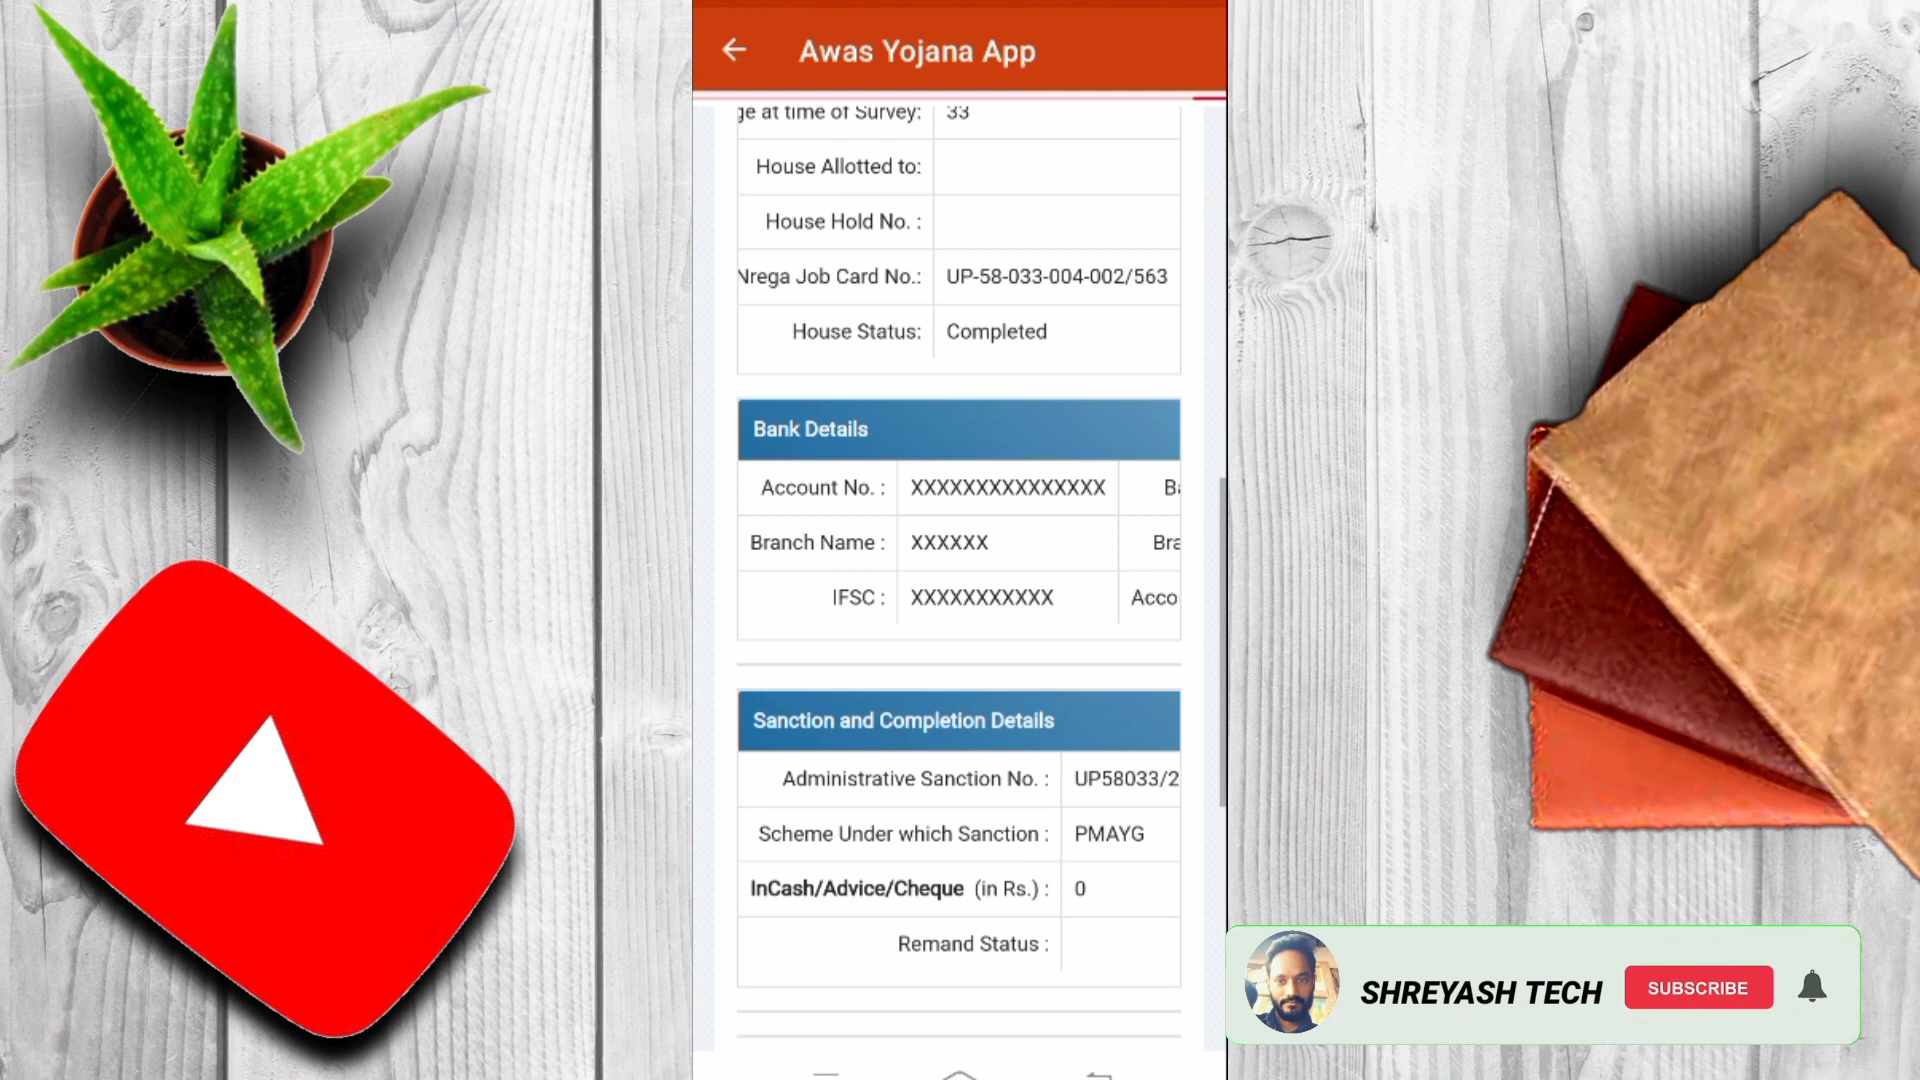 Awas Yojana App
ge at time of Survey: 33
House Allotted to:
House Hold No. :
Nrega Job Card No.: UP-58-033-004-002/563
House Status: Completed
Bank Details
Account No. : XXXXXXXXXXXXXXX Ba
Branch Name : XXXXXX Bra
IFSC : XXXXXXXXXXX Acco
Sanction and Completion Details
Administrative Sanction No. : UP58033/2
Scheme Under which Sanction : PMAYG
InCash/Advice/Cheque (in Rs.) : 0
Remand Status :
SHREYASH TECH SUBSCRIBE